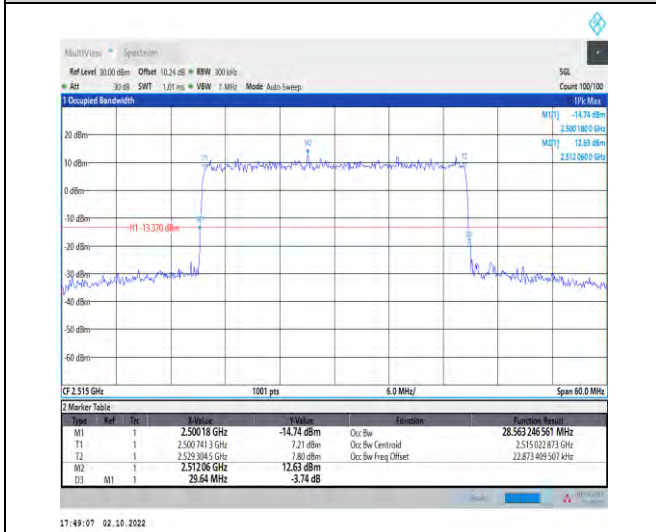 MultiView Spectrum
Ref Level 30.00 dBm Offset 10.24 dB RBW 300 kHz SGL
Att 30 dB SWT 1.01 ms VBW 1 MHz Mode Auto Sweep Count 100/100
1 Occupied Bandwidth 1Pk Max
M1[1] -14.74 dBm
2.500 180 0 GHz
M2[1] 12.63 dBm
2.512 060 0 GHz
20 dBm
M2
10 dBm
T1
T2
0 dBm
-10 dBm
H1 -13.370 dBm
-20 dBm
-30 dBm
-40 dBm
-50 dBm
-60 dBm
CF 2.515 GHz 1001 pts 6.0 MHz/ Span 60.0 MHz
2 Marker Table
Type Ref Trc X-Value Y-Value Function Function Result
M1 1 2.500 18 GHz -14.74 dBm Occ Bw 28.563 246 561 MHz
T1 1 2.500 741 3 GHz 7.21 dBm Occ Bw Centroid 2.515 022 873 GHz
T2 1 2.529 304 5 GHz 7.80 dBm Occ Bw Freq Offset 22.873 409 507 kHz
M2 1 2.512 06 GHz 12.63 dBm
D3 M1 1 29.64 MHz -3.74 dB
17:49:07 02.10.2022